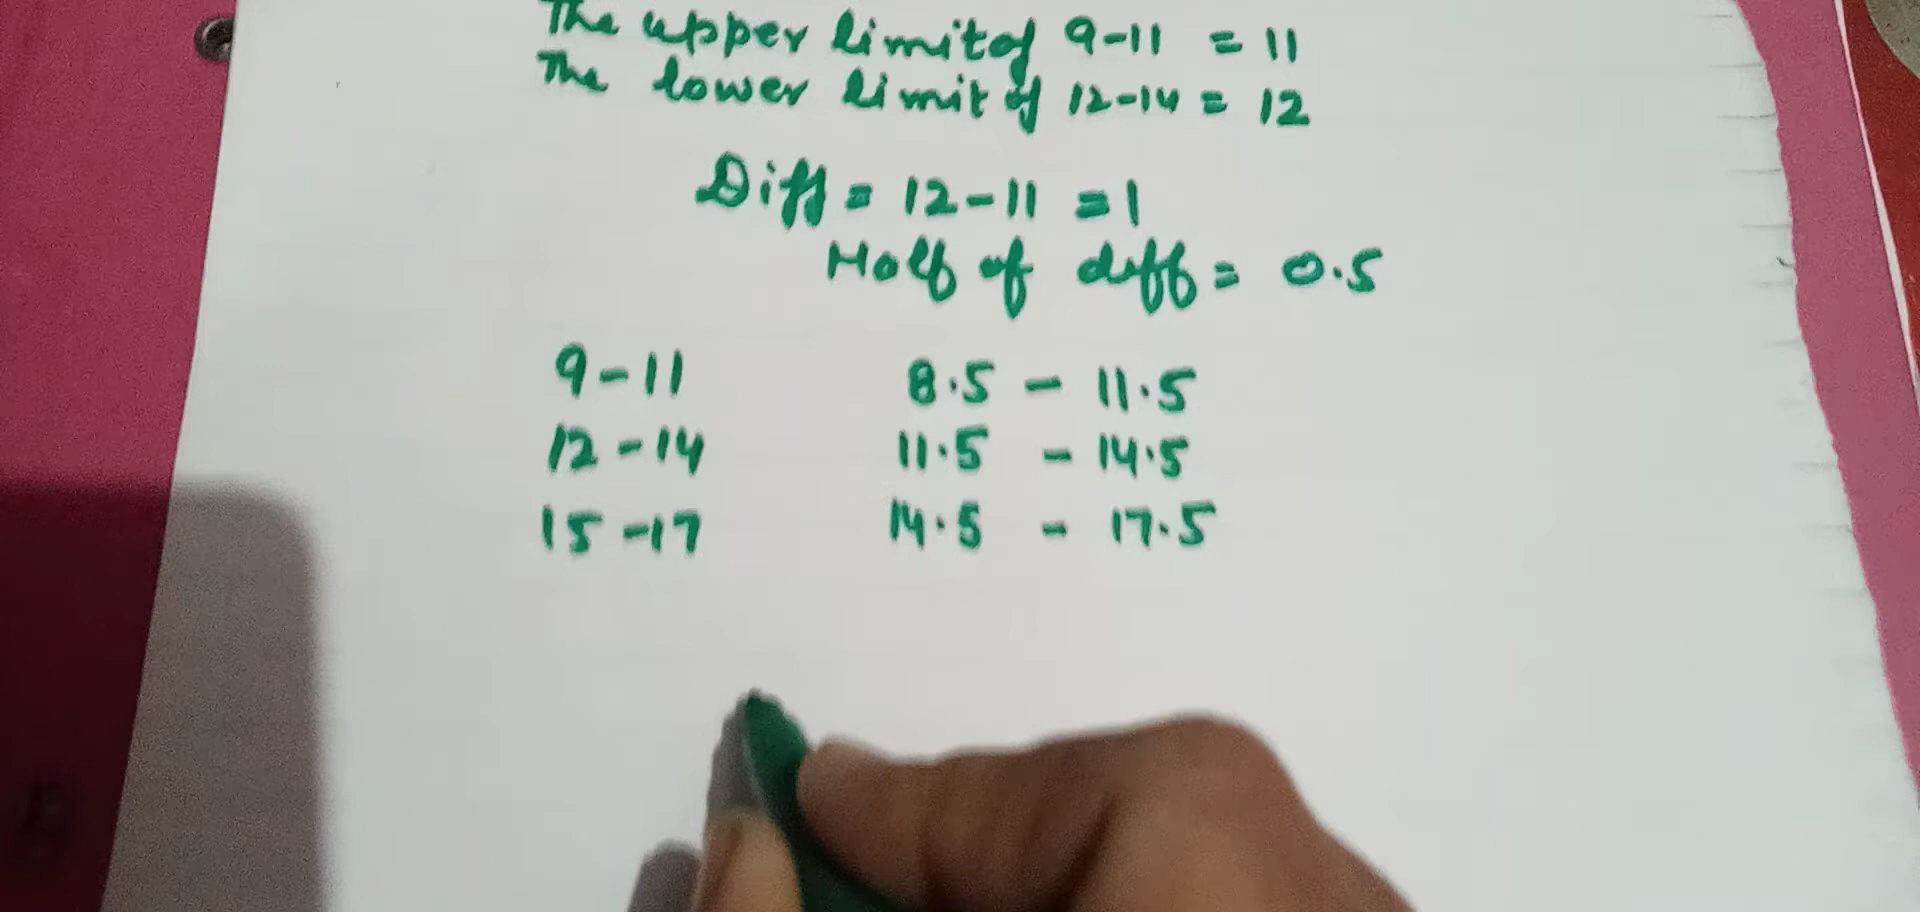 The upper limit of 9-11 = 11
The lower limit of 12-14 = 12
Diff = 12-11 = 1
Half of diff = 0.5
9-11 8.5 - 11.5
12-14 11.5 - 14.5
15-17 14.5 - 17.5